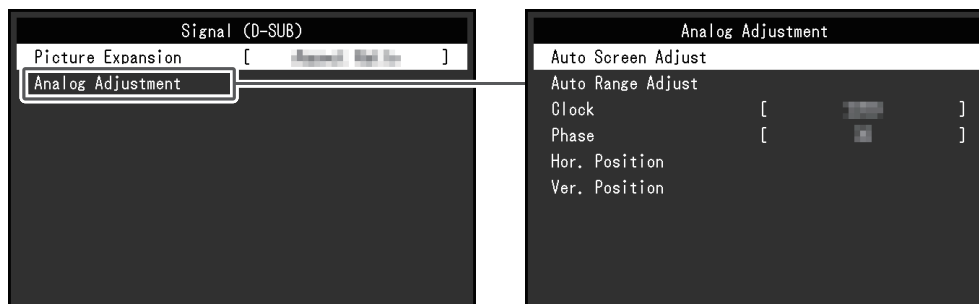 Signal (D-SUB)
Picture Expansion [ ]
Analog Adjustment
Analog Adjustment
Auto Screen Adjust
Auto Range Adjust
Clock [ ]
Phase [ ]
Hor. Position
Ver. Position